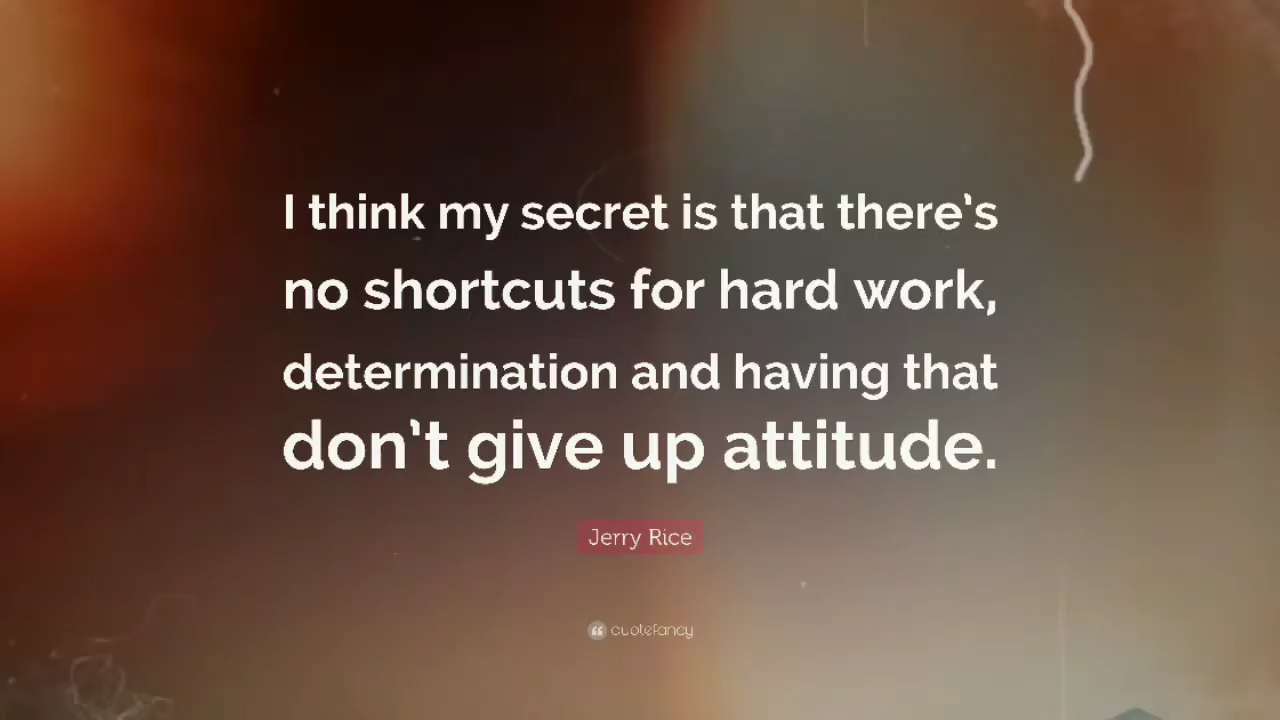 I think my secret is that there’s
no shortcuts for hard work,
determination and having that
don’t give up attitude.
Jerry Rice
quotefancy